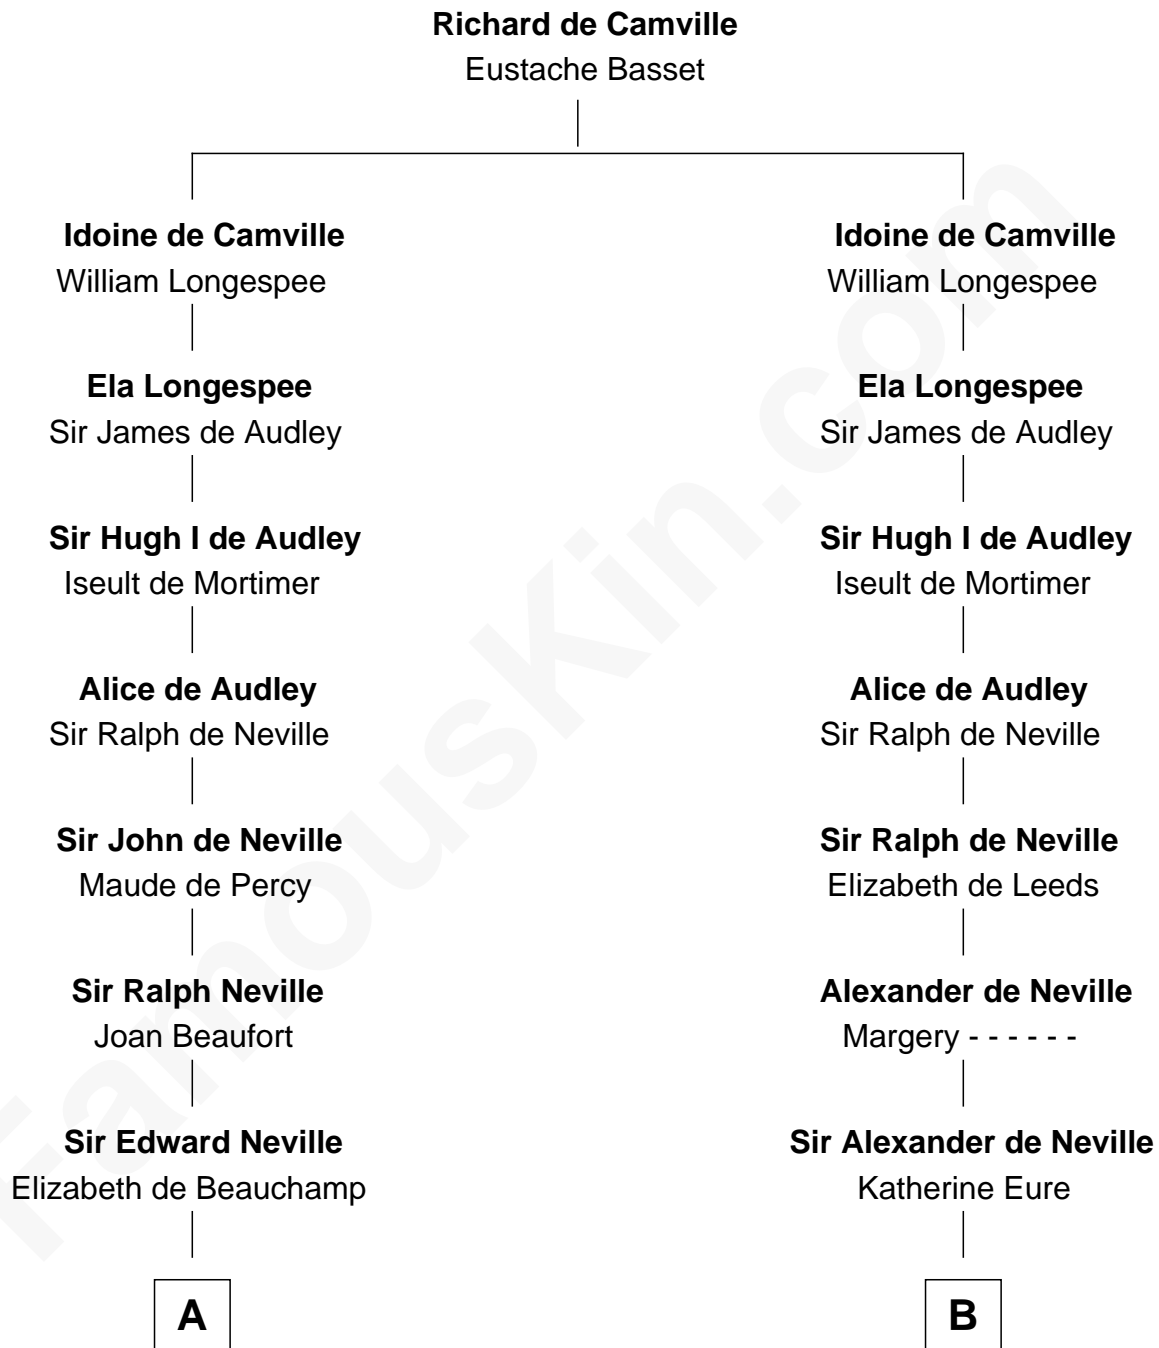 Richard de Camville
Eustache Basset
Idoine de Camville
William Longespee
Ela Longespee
Sir James de Audley
Sir Hugh I de Audley
Iseult de Mortimer
Alice de Audley
Sir Ralph de Neville
Sir John de Neville
Maude de Percy
Sir Ralph Neville
Joan Beaufort
Sir Edward Neville
Elizabeth de Beauchamp
A
Idoine de Camville
William Longespee
Ela Longespee
Sir James de Audley
Sir Hugh I de Audley
Iseult de Mortimer
Alice de Audley
Sir Ralph de Neville
Sir Ralph de Neville
Elizabeth de Leeds
Alexander de Neville
Margery - - - - - -
Sir Alexander de Neville
Katherine Eure
B
FamousKin.com